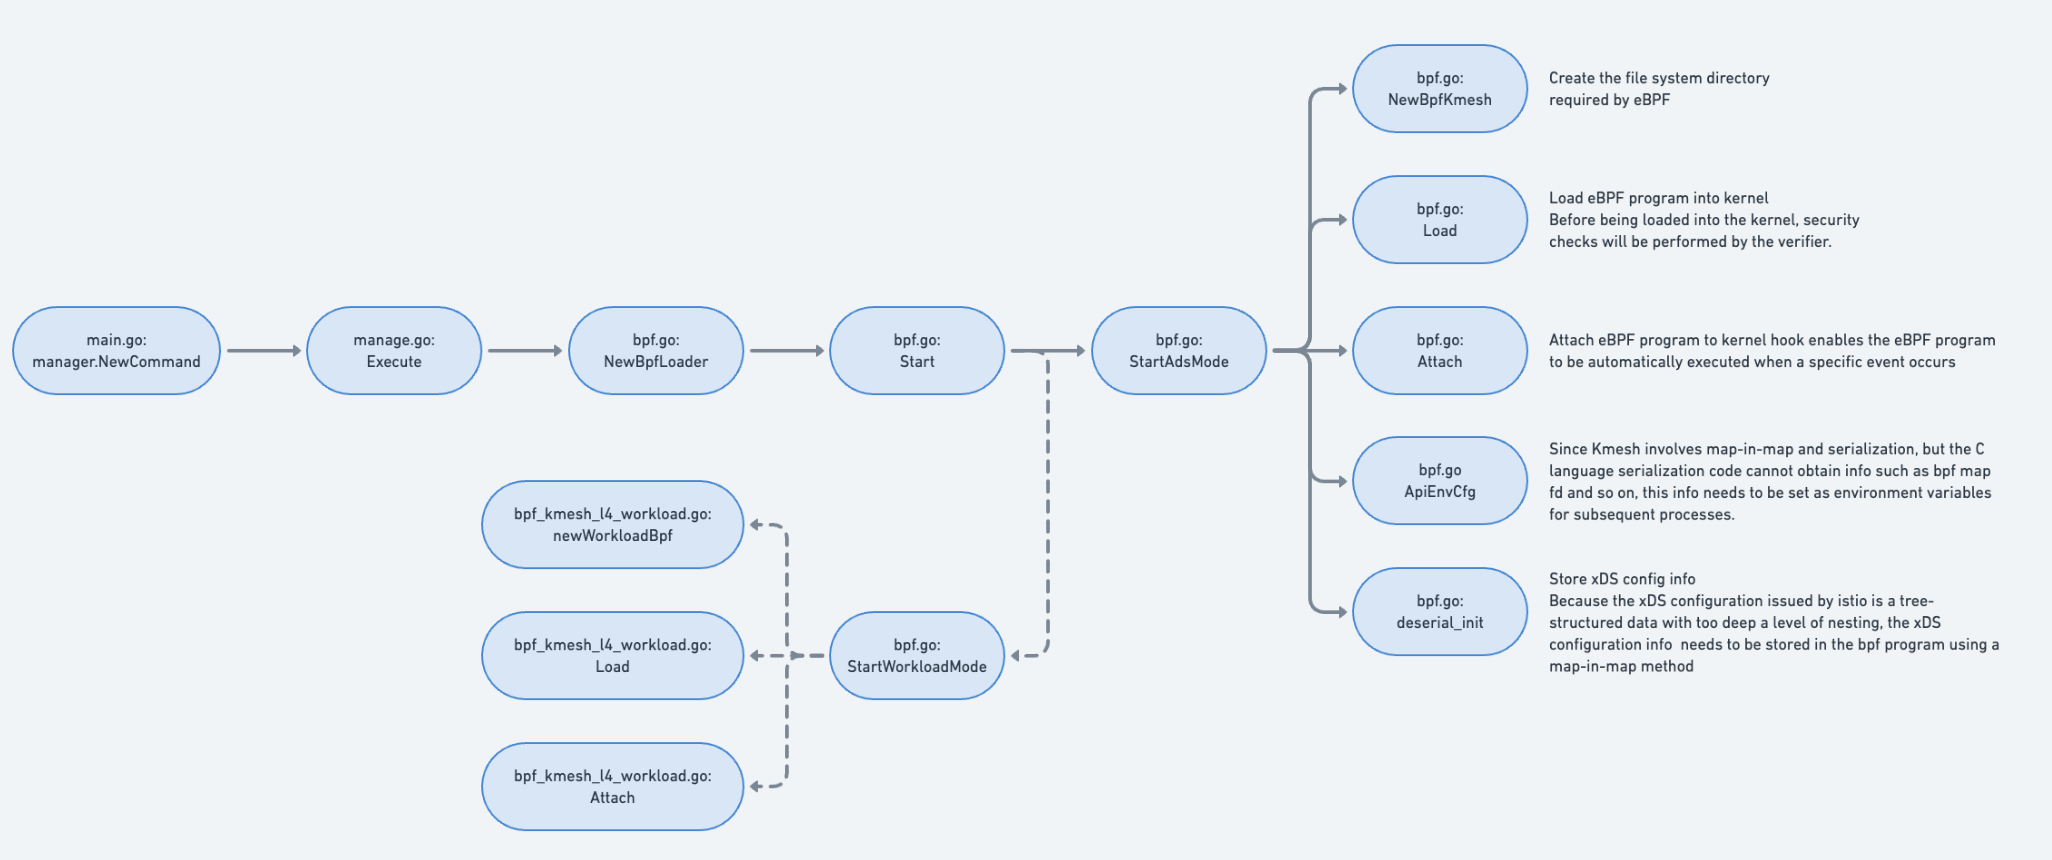 main.go:
manager.NewCommand
manage.go:
Execute
bpf.go:
NewBpfLoader
bpf.go:
Start
bpf.go:
StartAdsMode
bpf.go:
NewBpfKmesh
Create the file system directory
required by eBPF
bpf.go:
Load
Load eBPF program into kernel
Before being loaded into the kernel, security
checks will be performed by the verifier.
bpf.go:
Attach
Attach eBPF program to kernel hook enables the eBPF program
to be automatically executed when a specific event occurs
bpf.go
ApiEnvCfg
Since Kmesh involves map-in-map and serialization, but the C
language serialization code cannot obtain info such as bpf map
fd and so on, this info needs to be set as environment variables
for subsequent processes.
bpf.go:
deserial_init
Store xDS config info
Because the xDS configuration issued by istio is a tree-
structured data with too deep a level of nesting, the xDS
configuration info  needs to be stored in the bpf program using a
map-in-map method
bpf.go:
StartWorkloadMode
bpf_kmesh_l4_workload.go:
newWorkloadBpf
bpf_kmesh_l4_workload.go:
Load
bpf_kmesh_l4_workload.go:
Attach